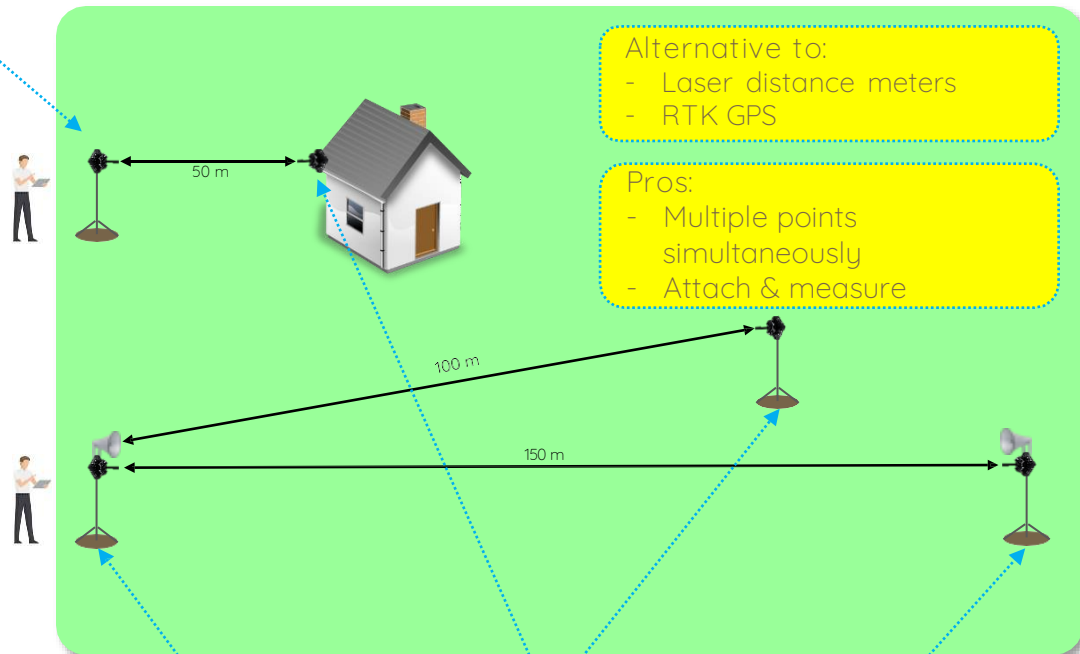 Alternative to:
- Laser distance meters
- RTK GPS
50 m
Pros:
- Multiple points
simultaneously
- Attach & measure
100 m
150 m